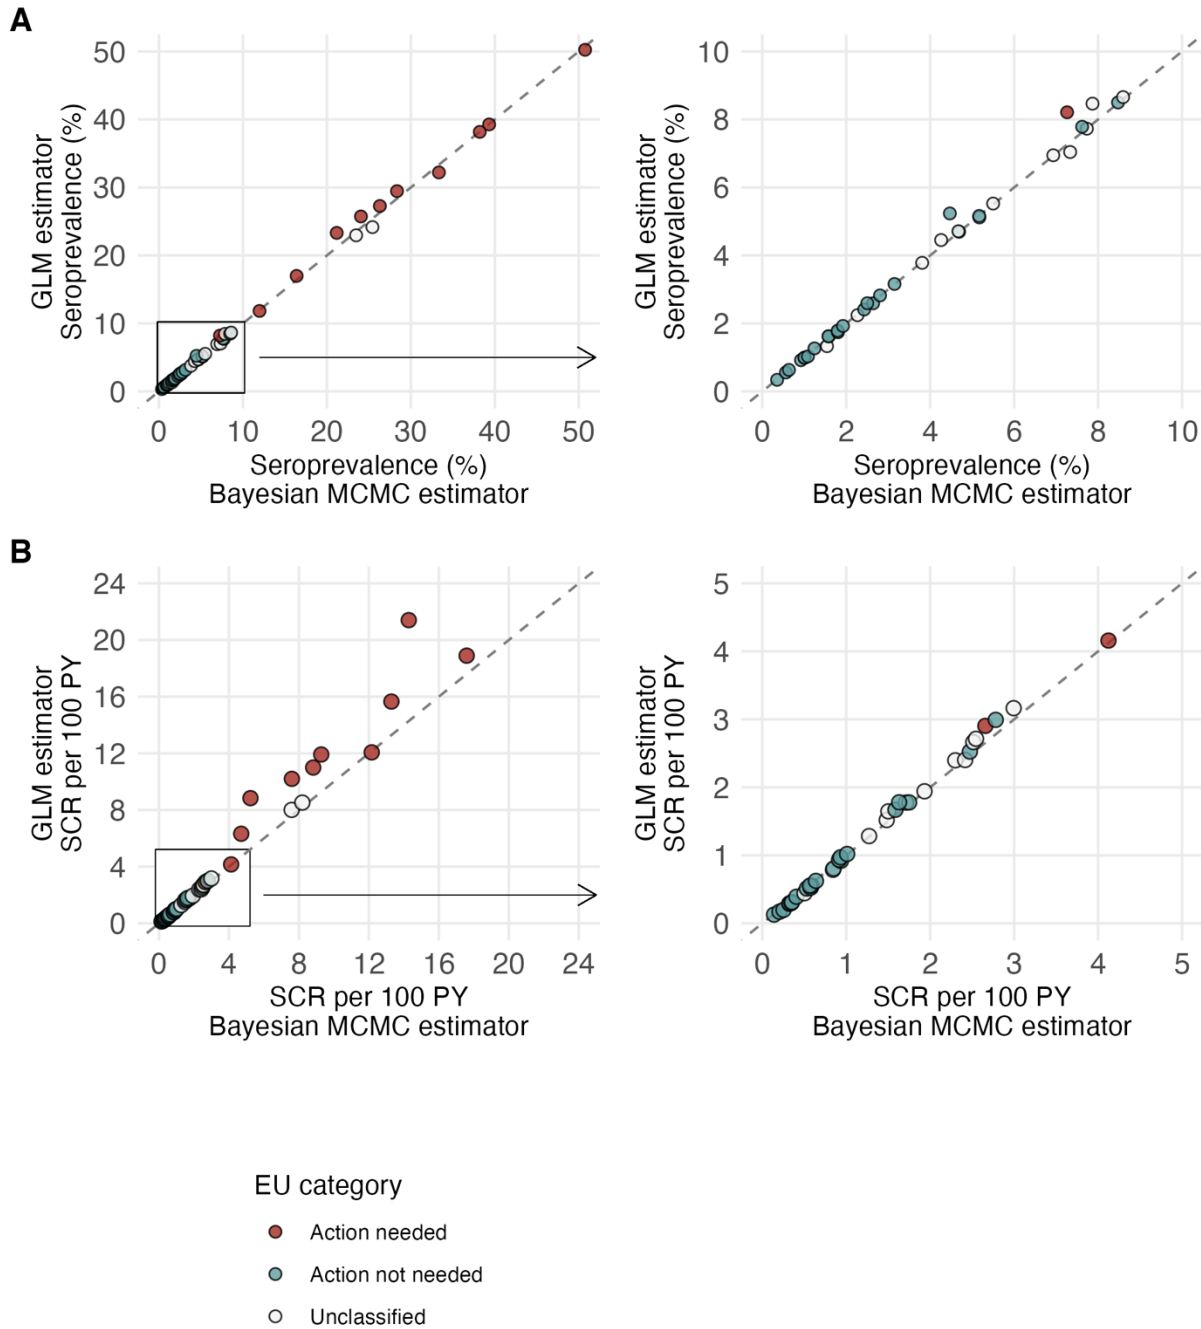 A
GLM estimator
Seroprevalence (%)
50
40
30
20
10
0
0 10 20 30 40 50
Seroprevalence (%)
Bayesian MCMC estimator
GLM estimator
Seroprevalence (%)
10
8
6
4
2
0
0 2 4 6 8 10
Seroprevalence (%)
Bayesian MCMC estimator
B
GLM estimator
SCR per 100 PY
24
20
16
12
8
4
0
0 4 8 12 16 20 24
SCR per 100 PY
Bayesian MCMC estimator
GLM estimator
SCR per 100 PY
5
4
3
2
1
0
0 1 2 3 4 5
SCR per 100 PY
Bayesian MCMC estimator
EU category
Action needed
Action not needed
Unclassified